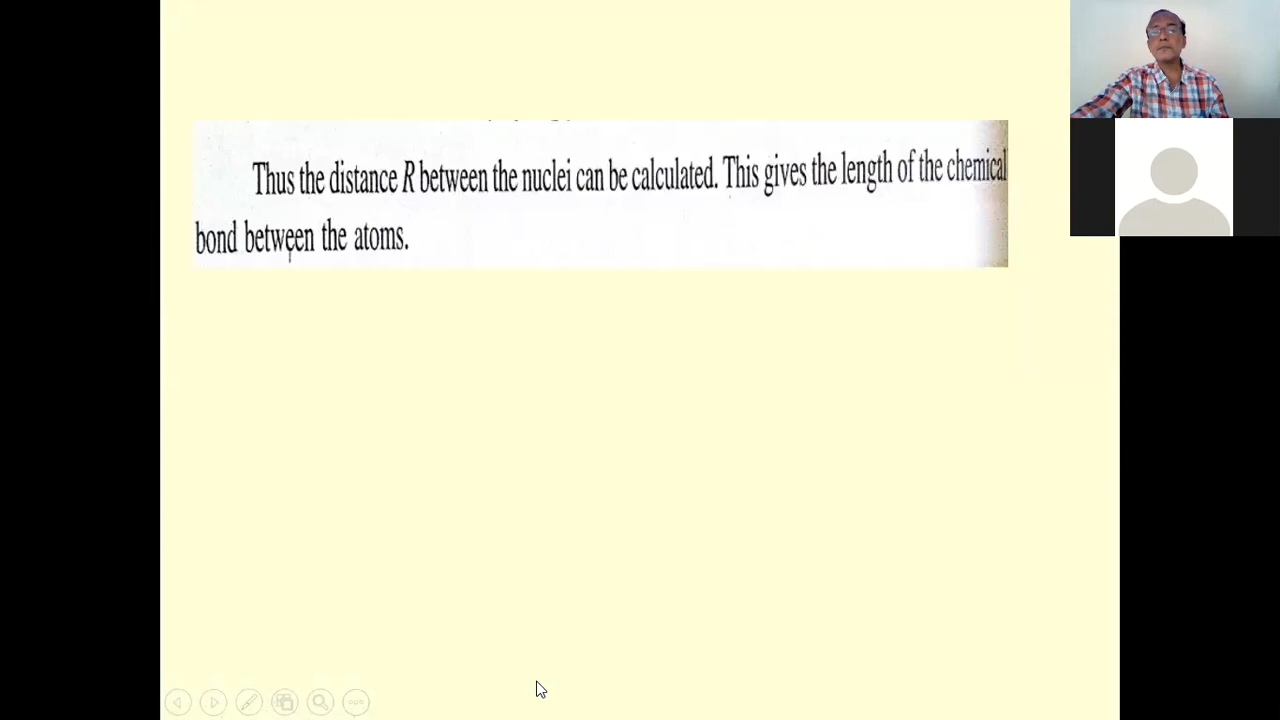 Thus the distance R between the nuclei can be calculated. This gives the length of the chemical
bond between the atoms.